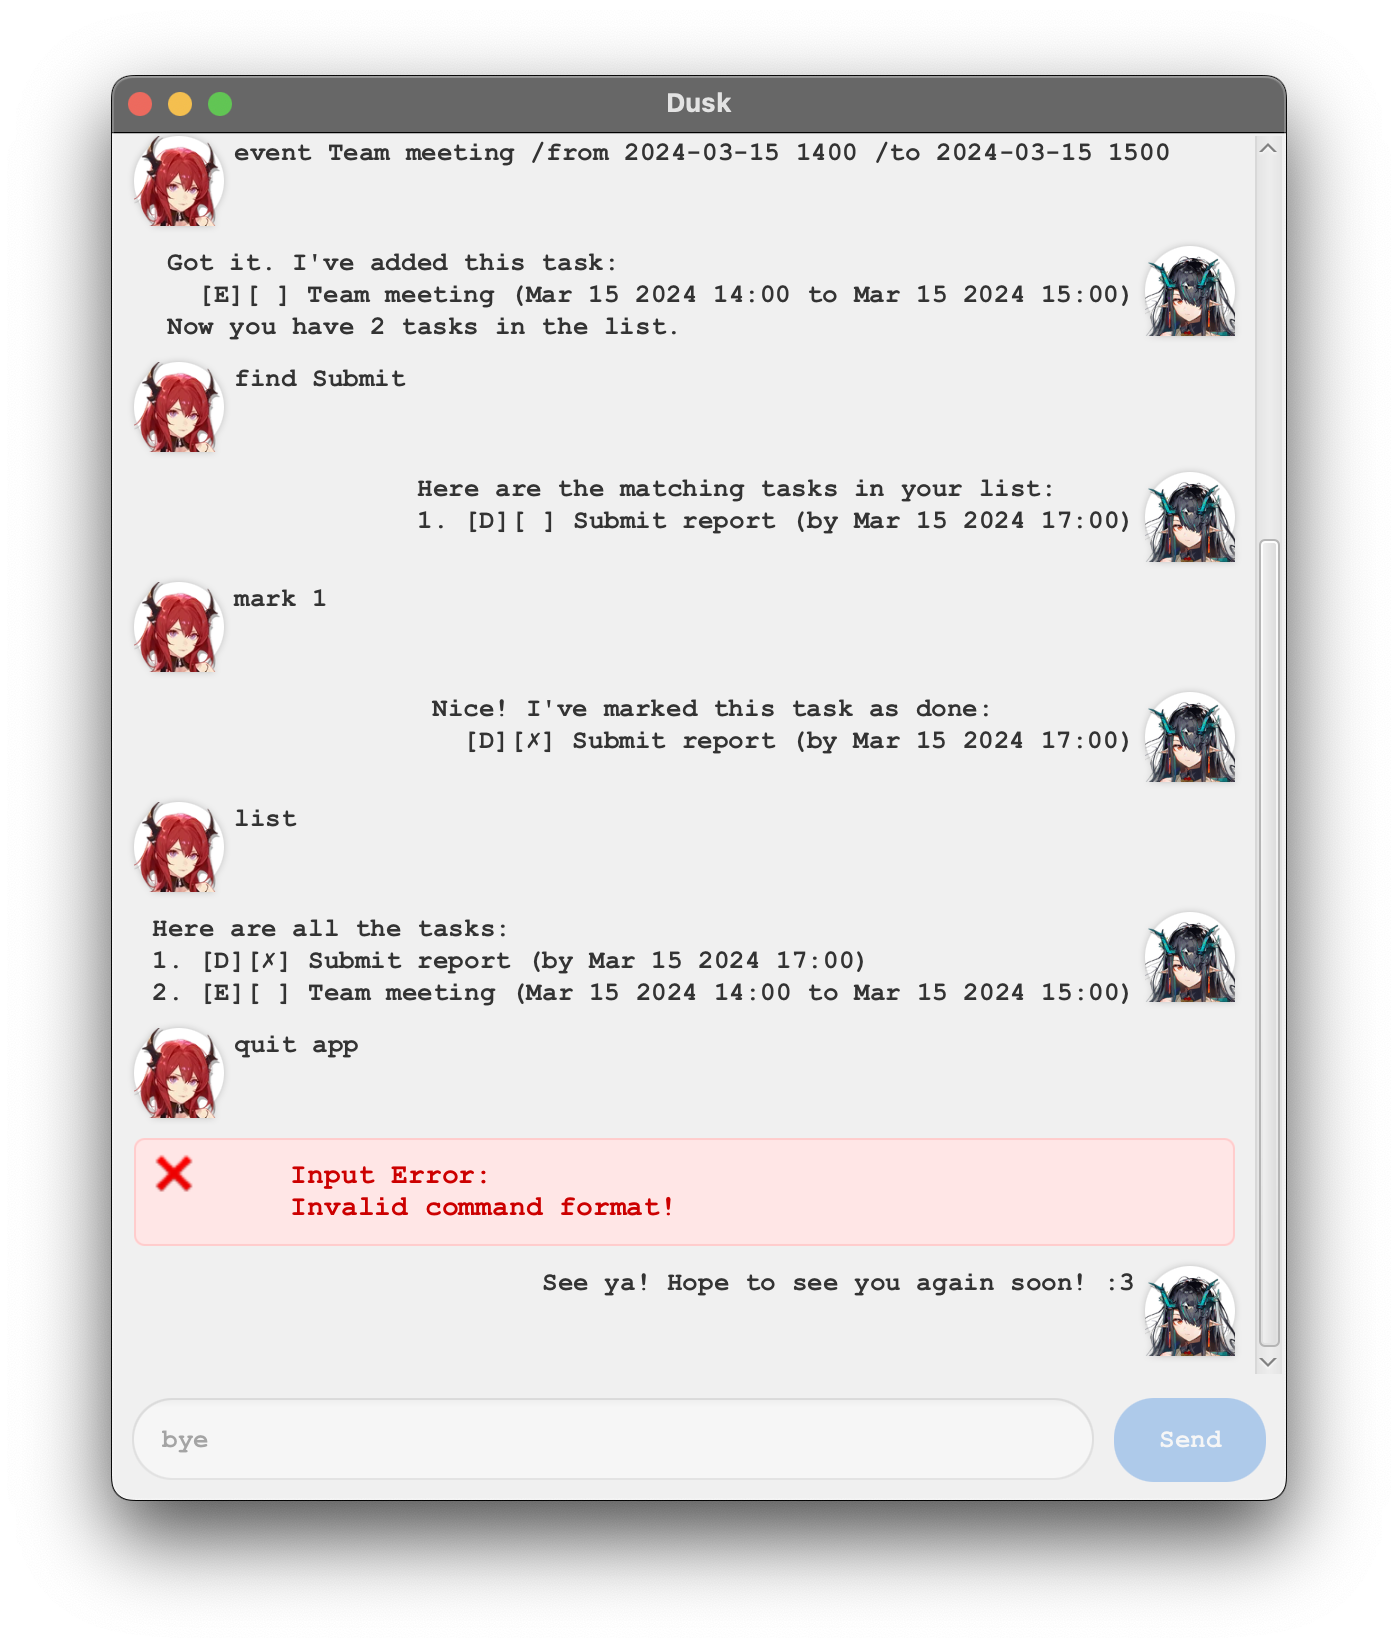 Dusk
event Team meeting /from 2024-03-15 1400 /to 2024-03-15 1500
Got it. I've added this task:
[E][ ] Team meeting (Mar 15 2024 14:00 to Mar 15 2024 15:00)
Now you have 2 tasks in the list.
find Submit
Here are the matching tasks in your list:
1. [D][ ] Submit report (by Mar 15 2024 17:00)
mark 1
Nice! I've marked this task as done:
[D][✗] Submit report (by Mar 15 2024 17:00)
list
Here are all the tasks:
1. [D][✗] Submit report (by Mar 15 2024 17:00)
2. [E][ ] Team meeting (Mar 15 2024 14:00 to Mar 15 2024 15:00)
quit app
Input Error:
Invalid command format!
See ya! Hope to see you again soon! :3
bye
Send